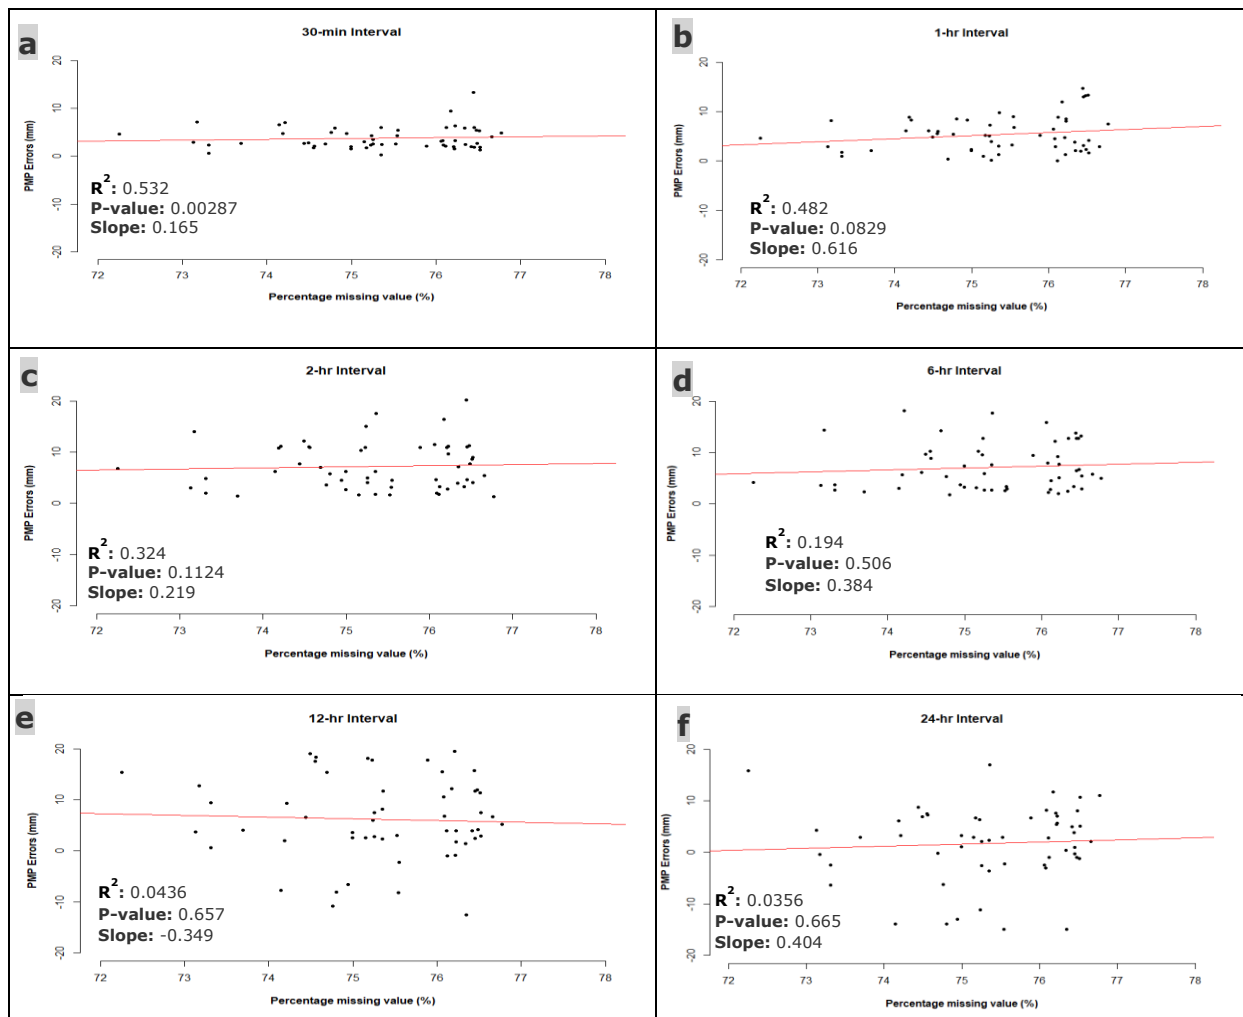 a
30-min Interval
20
10
0
-10
-20
PMP Errors (mm)
R²: 0.532
P-value: 0.00287
Slope: 0.165
72 73 74 75 76 77 78
Percentage missing value (%)
b
1-hr Interval
20
10
0
-10
-20
PMP Errors (mm)
R²: 0.482
P-value: 0.0829
Slope: 0.616
72 73 74 75 76 77 78
Percentage missing value (%)
c
2-hr Interval
20
10
0
-10
-20
PMP Errors (mm)
R²: 0.324
P-value: 0.1124
Slope: 0.219
72 73 74 75 76 77 78
Percentage missing value (%)
d
6-hr Interval
20
10
0
-10
-20
PMP Errors (mm)
R²: 0.194
P-value: 0.506
Slope: 0.384
72 73 74 75 76 77 78
Percentage missing value (%)
e
12-hr Interval
20
10
0
-10
-20
PMP Errors (mm)
R²: 0.0436
P-value: 0.657
Slope: -0.349
72 73 74 75 76 77 78
Percentage missing value (%)
f
24-hr Interval
20
10
0
-10
-20
PMP Errors (mm)
R²: 0.0356
P-value: 0.665
Slope: 0.404
72 73 74 75 76 77 78
Percentage missing value (%)